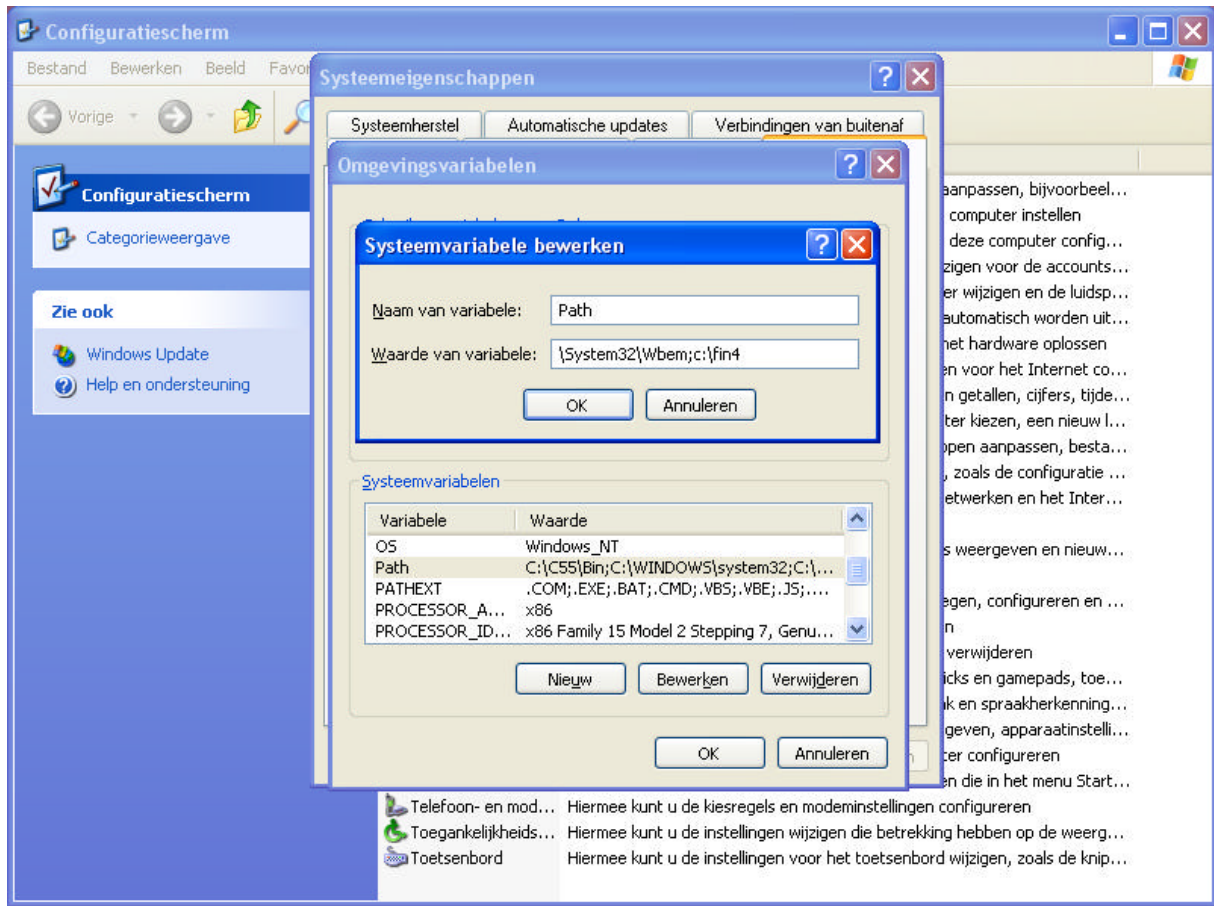 Configuratiescherm
Bestand Bewerken Beeld
Vorige
Systeemeigenschappen
Systeemherstel Automatische updates Verbindingen van buitenaf
Omgevingsvariabelen
Configuratiescherm
Categorieweergave
Zie ook
Windows Update
Help en ondersteuning
Systeemvariabele bewerken
Naam van variabele: Path
Waarde van variabele: \System32\Wbem;c:\fin4
OK Annuleren
Systeemvariabelen
Variabele Waarde
OS Windows_NT
Path C:\C55\Bin;C:\WINDOWS\system32;C:\...
PATHEXT .COM;.EXE;.BAT;.CMD;.VBS;.VBE;.JS;....
PROCESSOR_A... x86
PROCESSOR_ID... x86 Family 15 Model 2 Stepping 7, Genu...
Nieuw Bewerken Verwijderen
OK Annuleren
aanpassen, bijvoorbeel...
computer instellen
deze computer config...
zigen voor de accounts...
er wijzigen en de luidsp...
automatisch worden uit...
het hardware oplossen
en voor het Internet co...
n getallen, cijfers, tijde...
ter kiezen, een nieuw l...
open aanpassen, besta...
, zoals de configuratie ...
etwerken en het Inter...
s weergeven en nieuw...
egen, configureren en ...
n
verwijderen
icks en gamepads, toe...
ak en spraakherkenning...
geven, apparaatinstelli...
ter configureren
en die in het menu Start...
Telefoon- en mod... Hiermee kunt u de kiesregels en modeminstellingen configureren
Toegankelijkheids... Hiermee kunt u de instellingen wijzigen die betrekking hebben op de weerg...
Toetsenbord Hiermee kunt u de instellingen voor het toetsenbord wijzigen, zoals de knip...